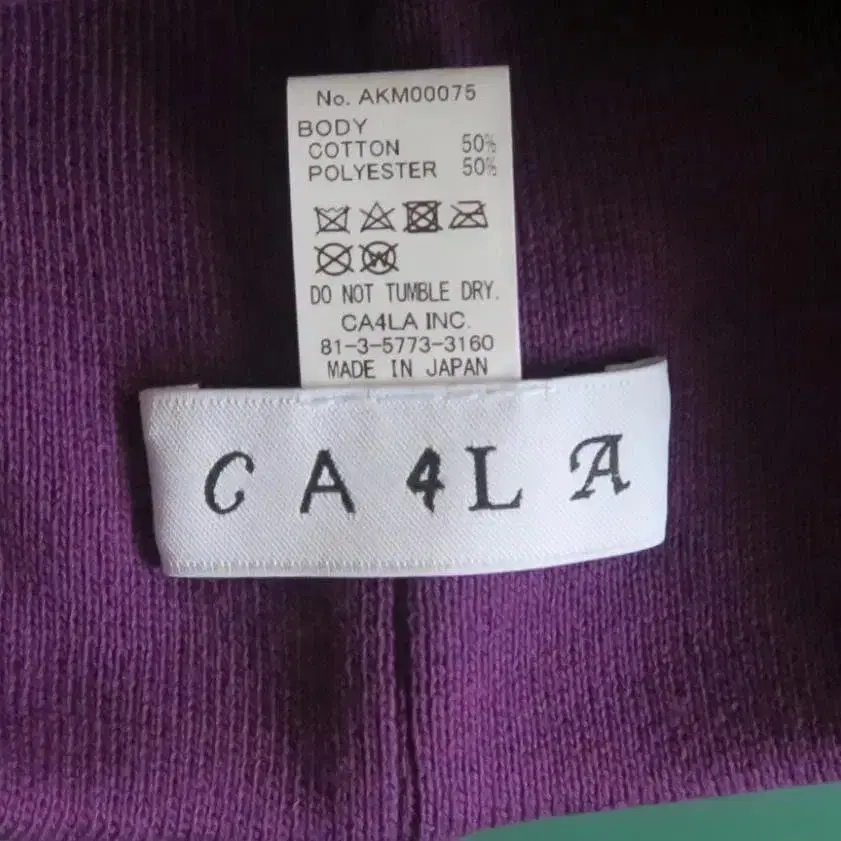 No. AKM00075
BODY
COTTON 50%
POLYESTER 50%
DO NOT TUMBLE DRY.
CA4LA INC.
81-3-5773-3160
MADE IN JAPAN
CA4LA